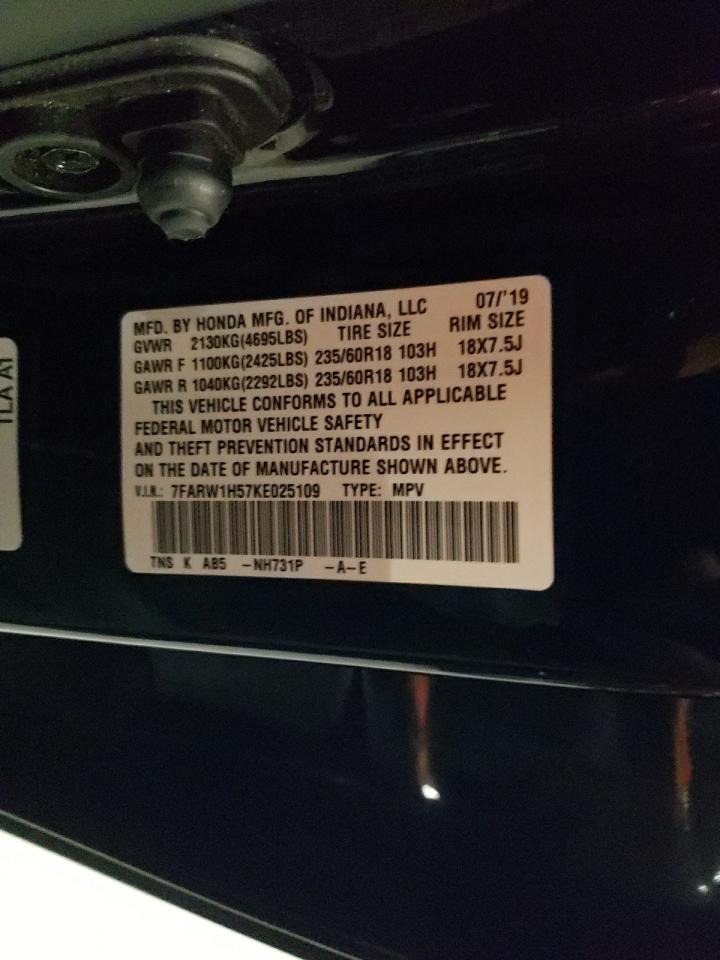 MFD. BY HONDA MFG. OF INDIANA, LLC 07/'19
GVWR 2130KG(4695LBS) TIRE SIZE RIM SIZE
GAWR F 1100KG(2425LBS) 235/60R18 103H 18X7.5J
GAWR R 1040KG(2292LBS) 235/60R18 103H 18X7.5J
THIS VEHICLE CONFORMS TO ALL APPLICABLE
FEDERAL MOTOR VEHICLE SAFETY
AND THEFT PREVENTION STANDARDS IN EFFECT
ON THE DATE OF MANUFACTURE SHOWN ABOVE.
V.I.N.: 7FARW1H57KE025109 TYPE: MPV
TNS K AB5 -NH731P -A-E
TLA A1